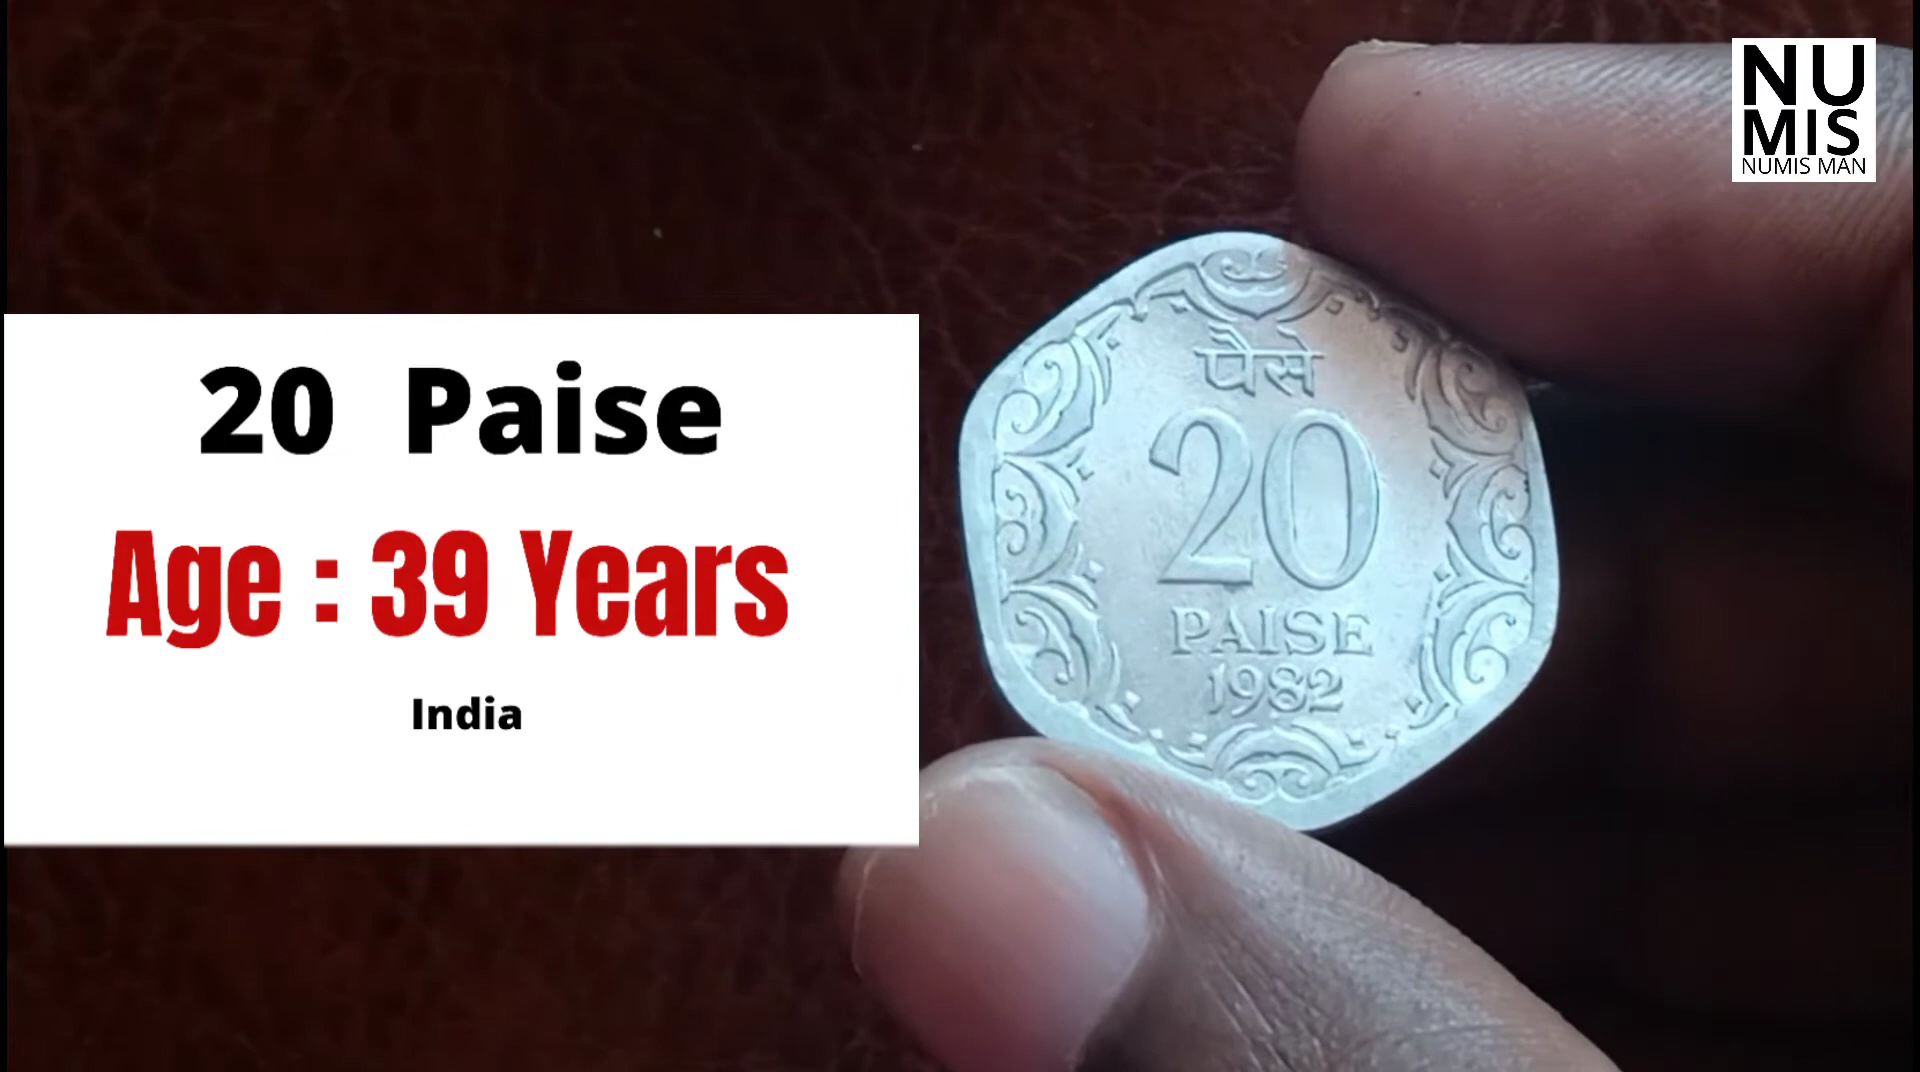 NU
MIS
NUMIS MAN
20 Paise
Age : 39 Years
India
पैसे
20
PAISE
1982